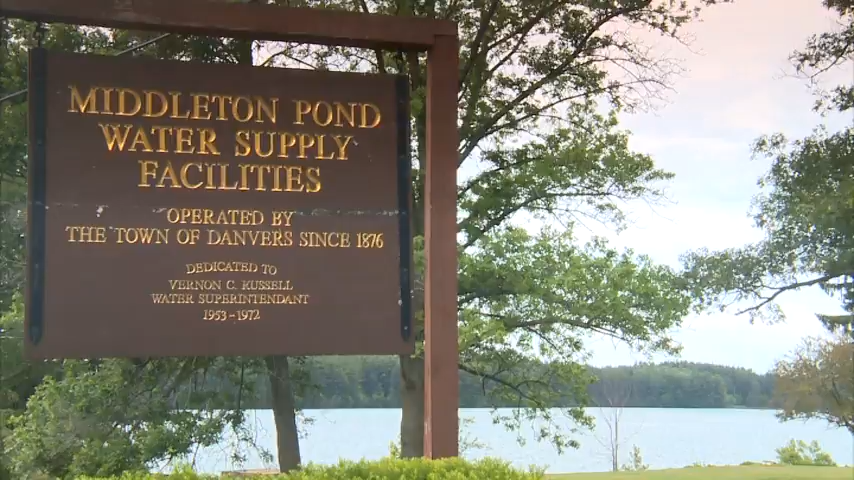 MIDDLETON POND
WATER SUPPLY
FACILITIES
OPERATED BY
THE TOWN OF DANVERS SINCE 1876
DEDICATED TO
VERNON C. RUSSELL
WATER SUPERINTENDANT
1953-1972